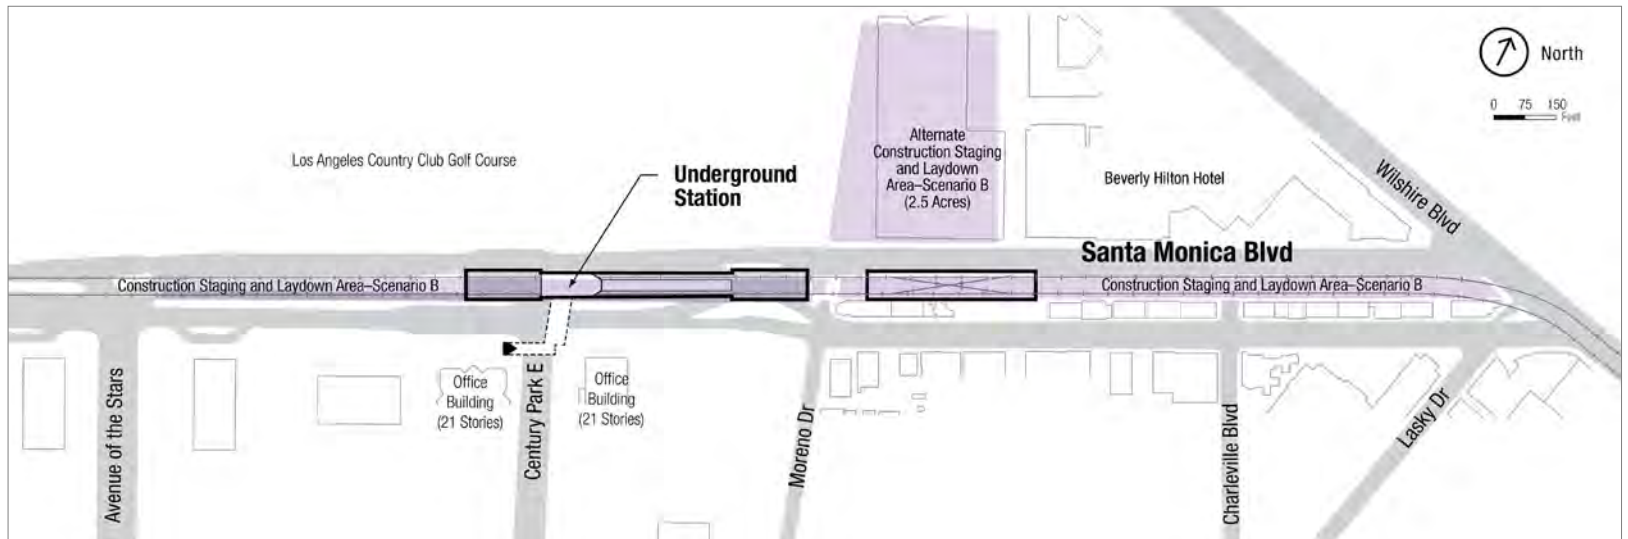 North
0 75 150
Feet
Los Angeles Country Club Golf Course
Underground
Station
Alternate
Construction Staging
and Laydown
Area–Scenario B
(2.5 Acres)
Beverly Hilton Hotel
Wilshire Blvd
Santa Monica Blvd
Construction Staging and Laydown Area–Scenario B
Construction Staging and Laydown Area–Scenario B
Avenue of the Stars
Office
Building
(21 Stories)
Century Park E
Office
Building
(21 Stories)
Moreno Dr
Charleville Blvd
Lasky Dr